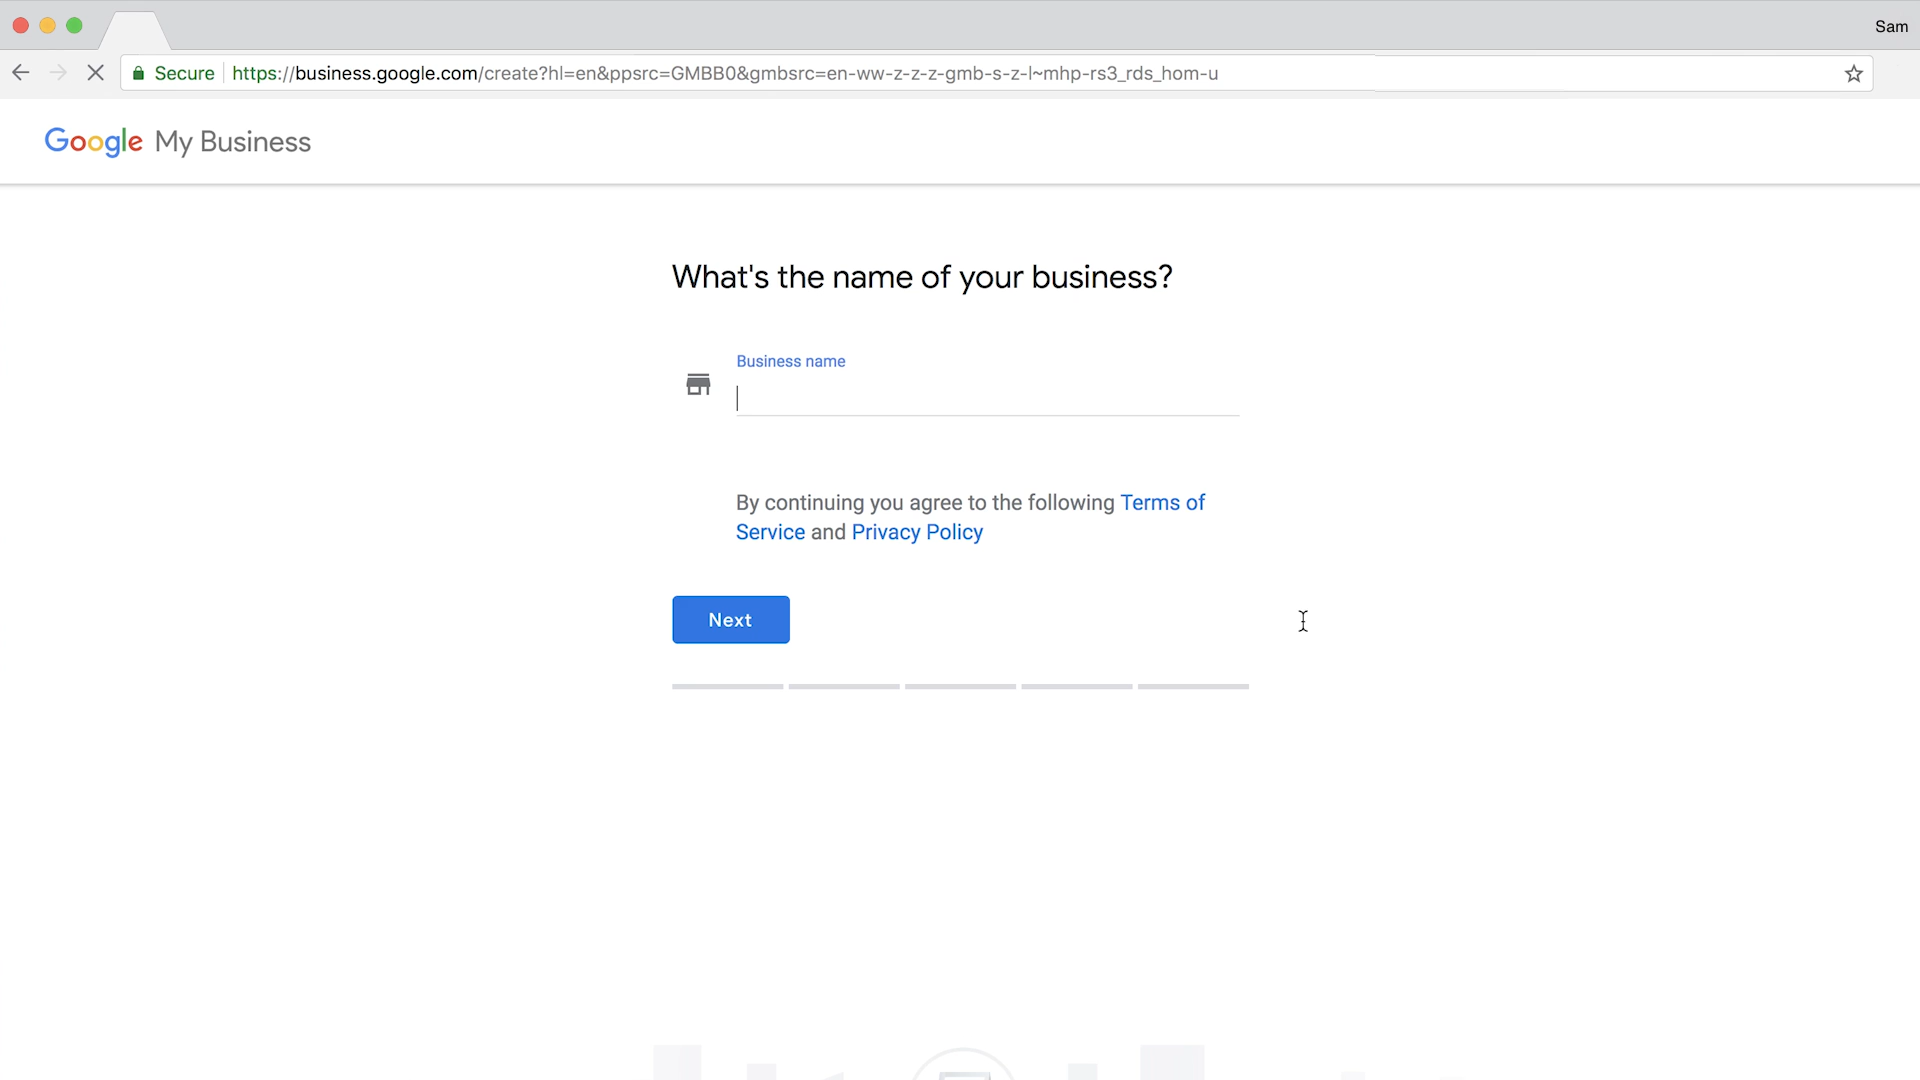 Sam
Secure https://business.google.com/create?hl=en&ppsrc=GMBB0&gmbsrc=en-ww-z-z-z-gmb-s-z-l~mhp-rs3_rds_hom-u
Google My Business
What's the name of your business?
Business name
By continuing you agree to the following Terms of
Service and Privacy Policy
Next